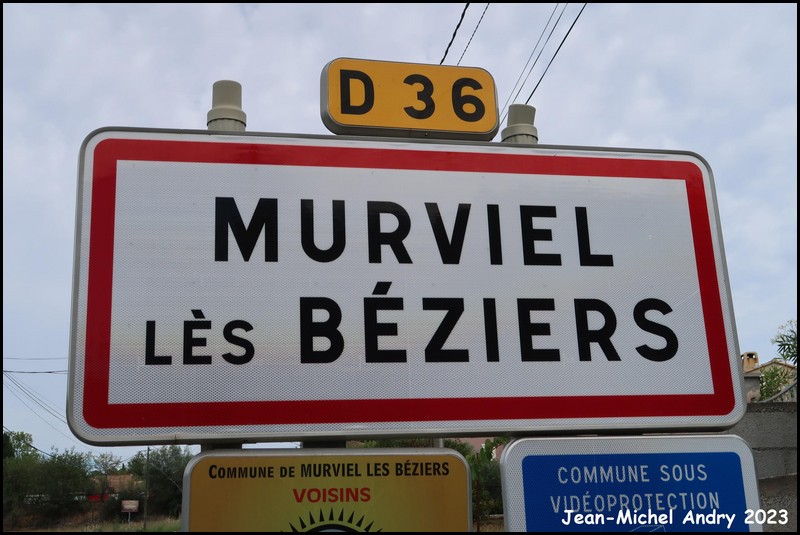 D 36
MURVIEL
LÈS BÉZIERS
COMMUNE DE MURVIEL LES BÉZIERS
VOISINS
COMMUNE SOUS
VIDÉOPROTECTION
Jean-Michel Andry 2023